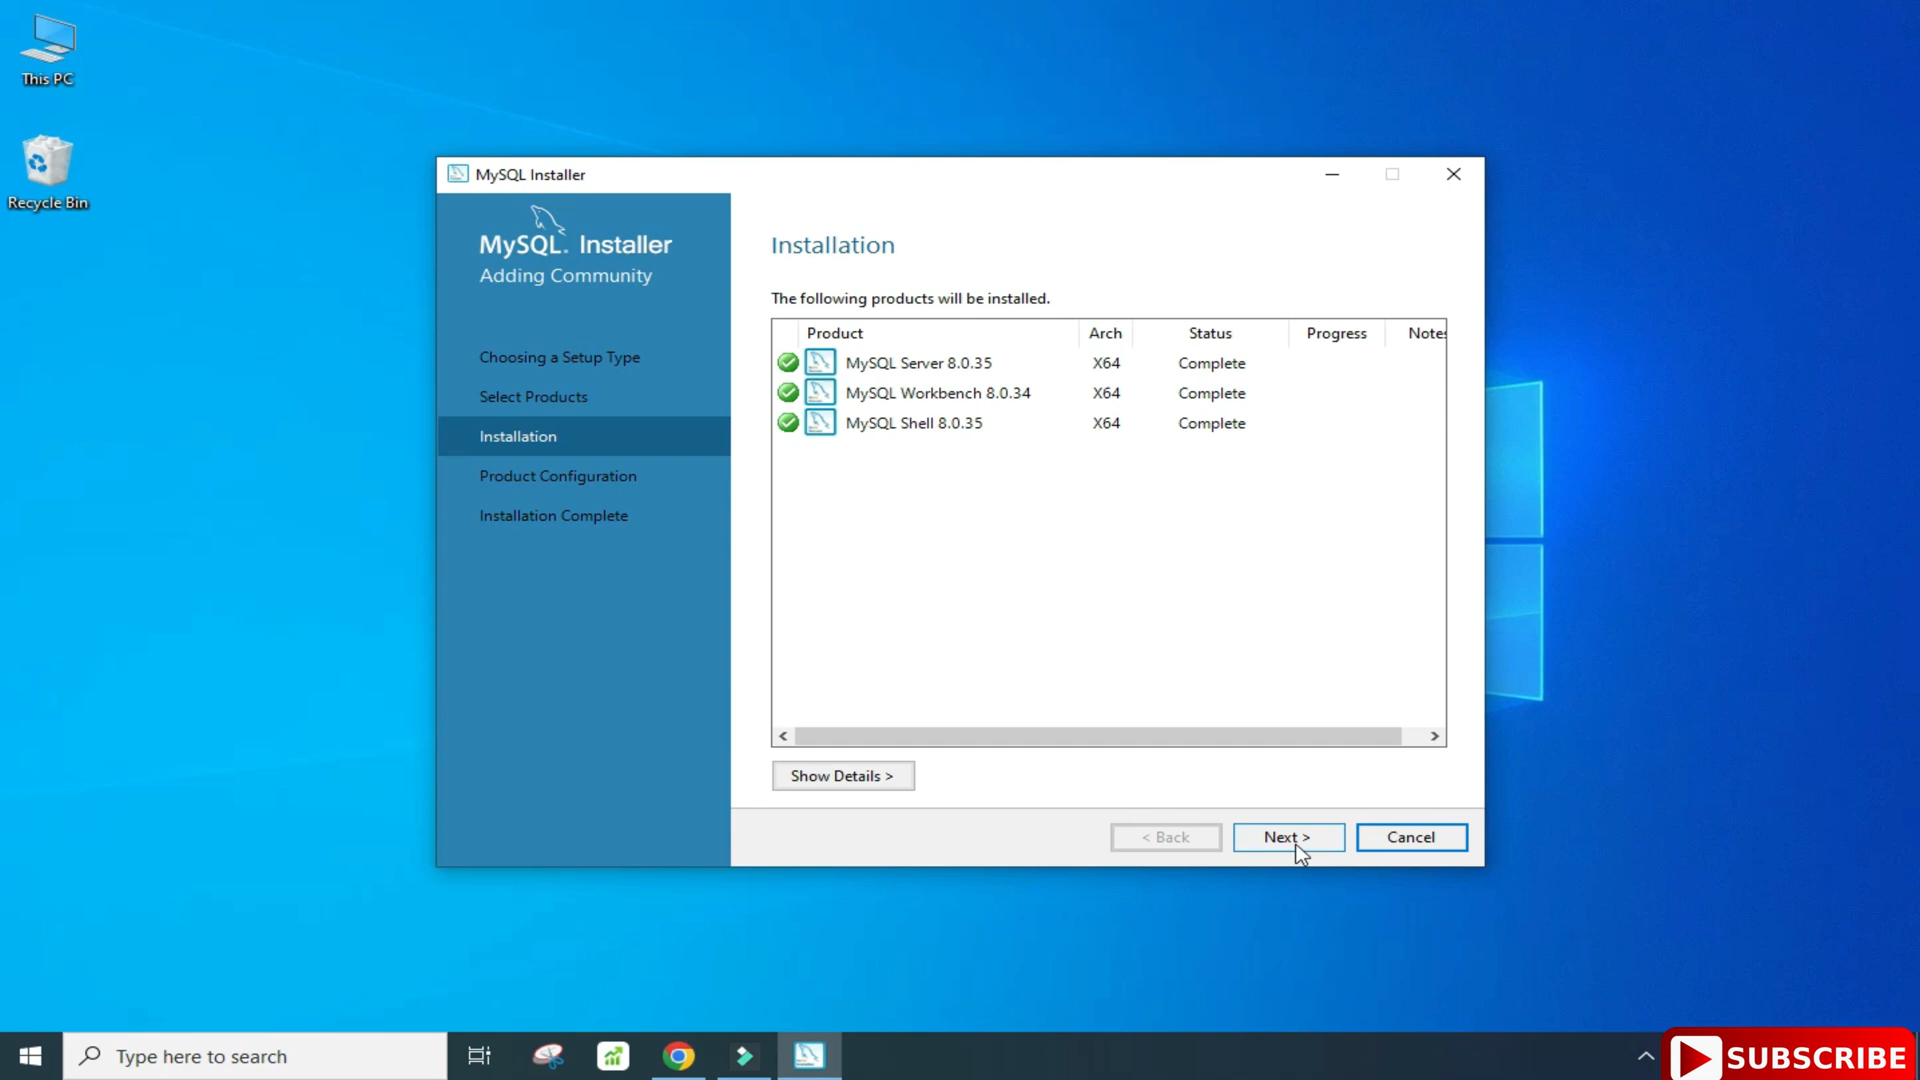 This PC
Recycle Bin
MySQL Installer
MySQL. Installer
Adding Community
Choosing a Setup Type
Select Products
Installation
Product Configuration
Installation Complete
Installation
The following products will be installed.
Product Arch Status Progress Notes
MySQL Server 8.0.35 X64 Complete
MySQL Workbench 8.0.34 X64 Complete
MySQL Shell 8.0.35 X64 Complete
Show Details >
< Back Next > Cancel
Type here to search
SUBSCRIBE